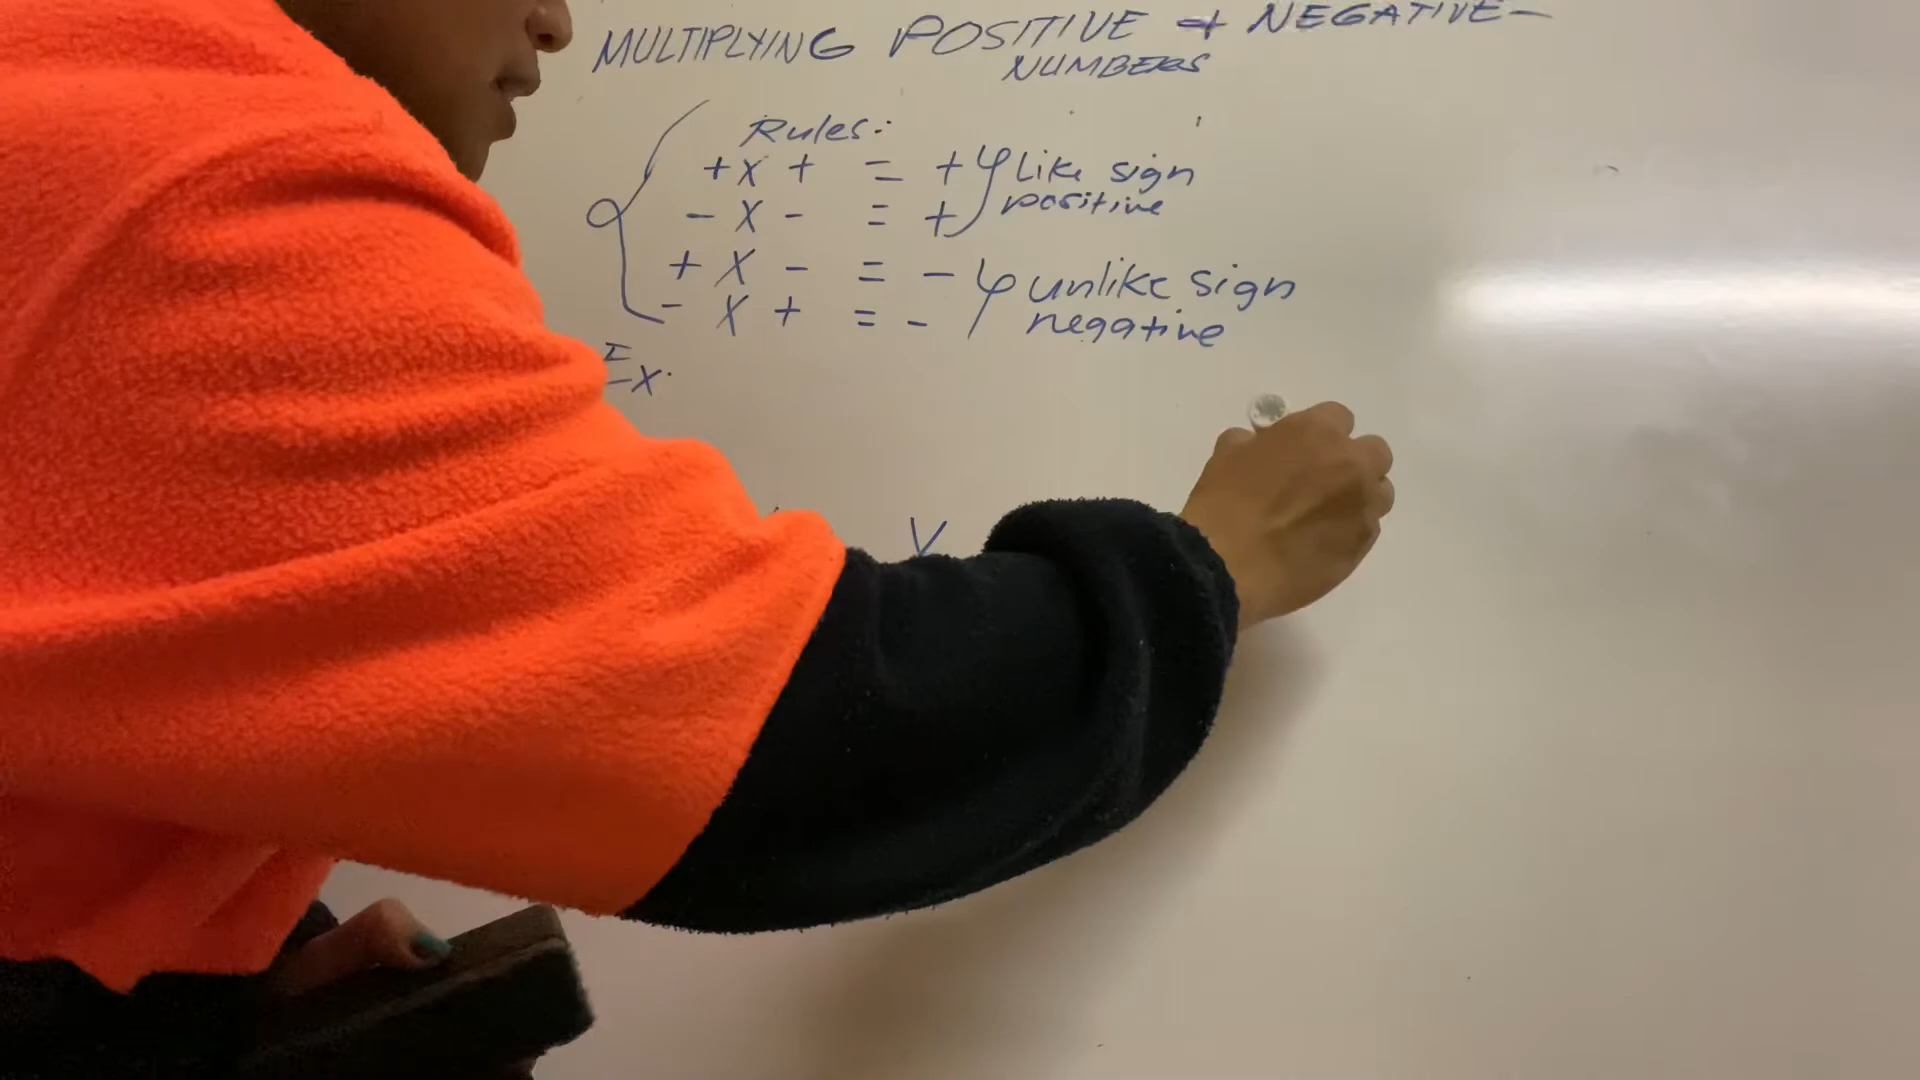 MULTIPLYING POSITIVE + NEGATIVE -
NUMBERS
Rules:
+ x + = + like sign
positive
- x - = +
+ x - = - unlike sign
- x + = - negative
Ex.